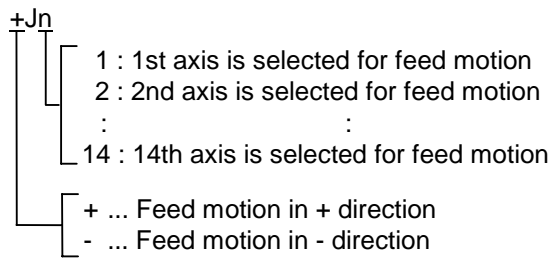 +Jn
1 : 1st axis is selected for feed motion
2 : 2nd axis is selected for feed motion
: :
14 : 14th axis is selected for feed motion
+ ... Feed motion in + direction
- ... Feed motion in - direction